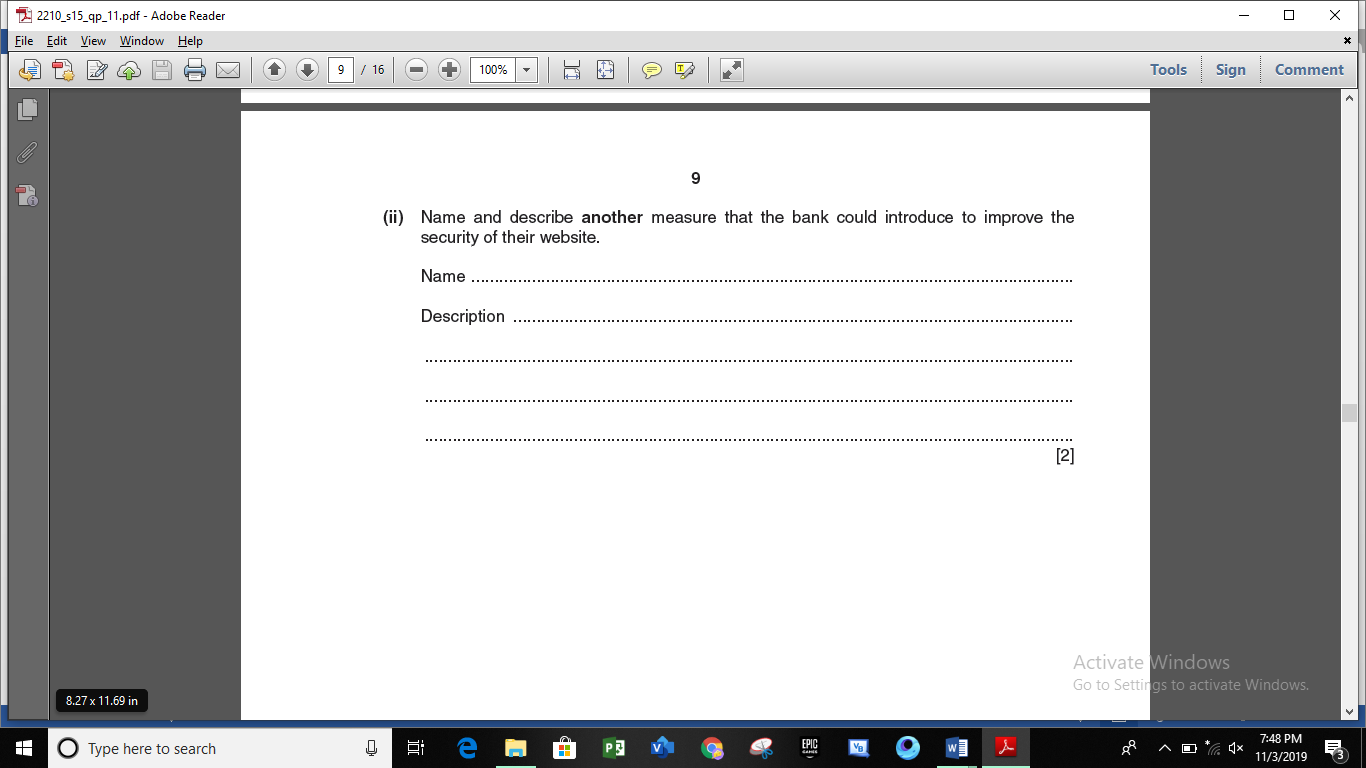 2210_s15_qp_11.pdf - Adobe Reader
File Edit View Window Help
9 / 16 100% Tools Sign Comment
9
(ii) Name and describe another measure that the bank could introduce to improve the
security of their website.
Name ....................................................................................................
Description ....................................................................................................
....................................................................................................
....................................................................................................
....................................................................................................
[2]
Activate Windows
Go to Settings to activate Windows.
8.27 x 11.69 in
Type here to search
7:48 PM
11/3/2019
3